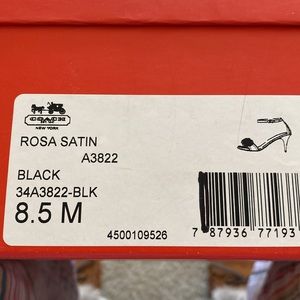 COACH
NEW YORK
ROSA SATIN
A3822
BLACK
34A3822-BLK
8.5 M
4500109526
7 87936 77193